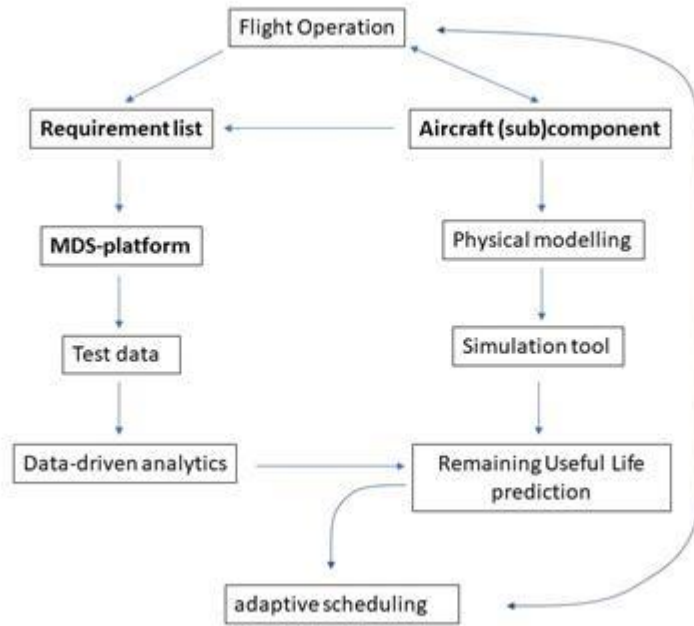 Flight Operation
Requirement list
Aircraft (sub)component
MDS-platform
Physical modelling
Test data
Simulation tool
Data-driven analytics
Remaining Useful Life
prediction
adaptive scheduling